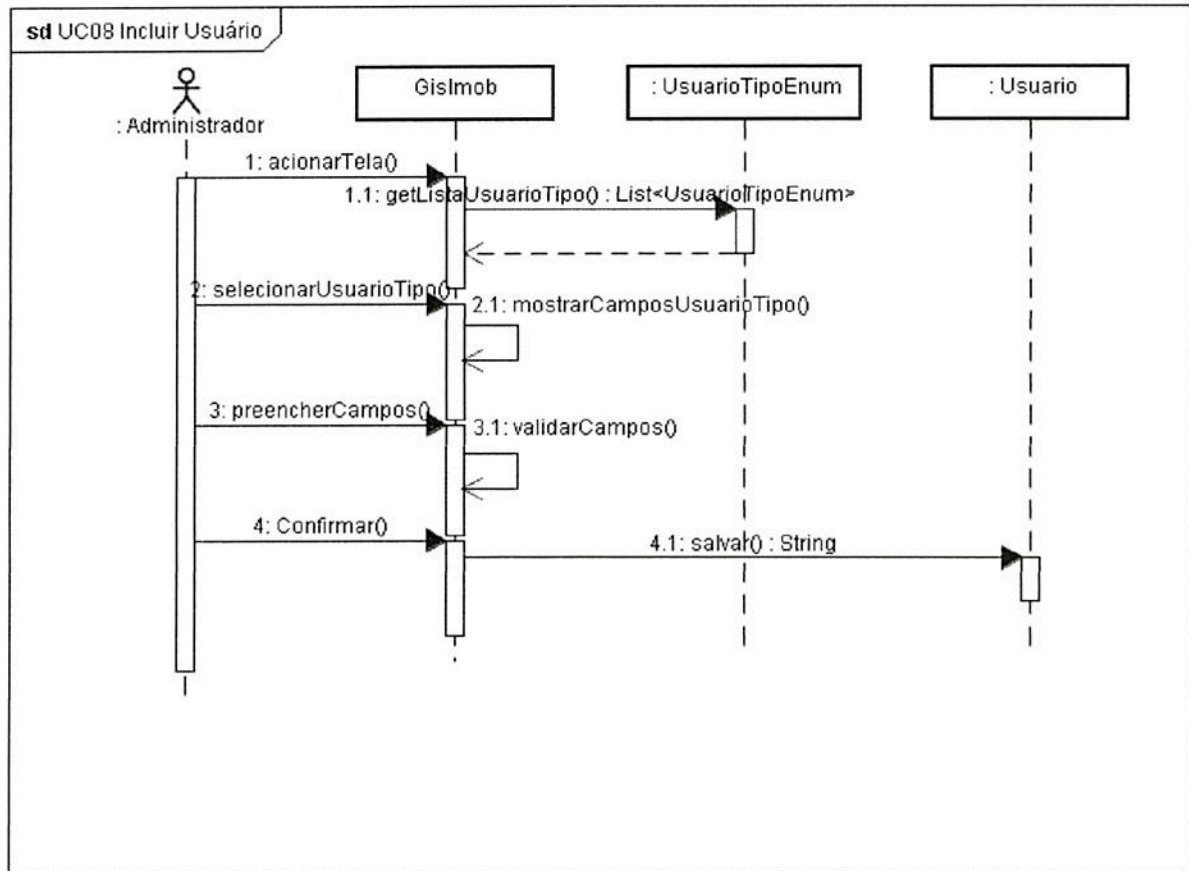 sd UC08 Incluir Usuário
: Administrador
GisImob
: UsuarioTipoEnum
: Usuario
1: acionarTela()
1.1: getListaUsuarioTipo() : List<UsuarioTipoEnum>
2: selecionarUsuarioTipo()
2.1: mostrarCamposUsuarioTipo()
3: preencherCampos()
3.1: validarCampos()
4: Confirmar()
4.1: salvar() : String